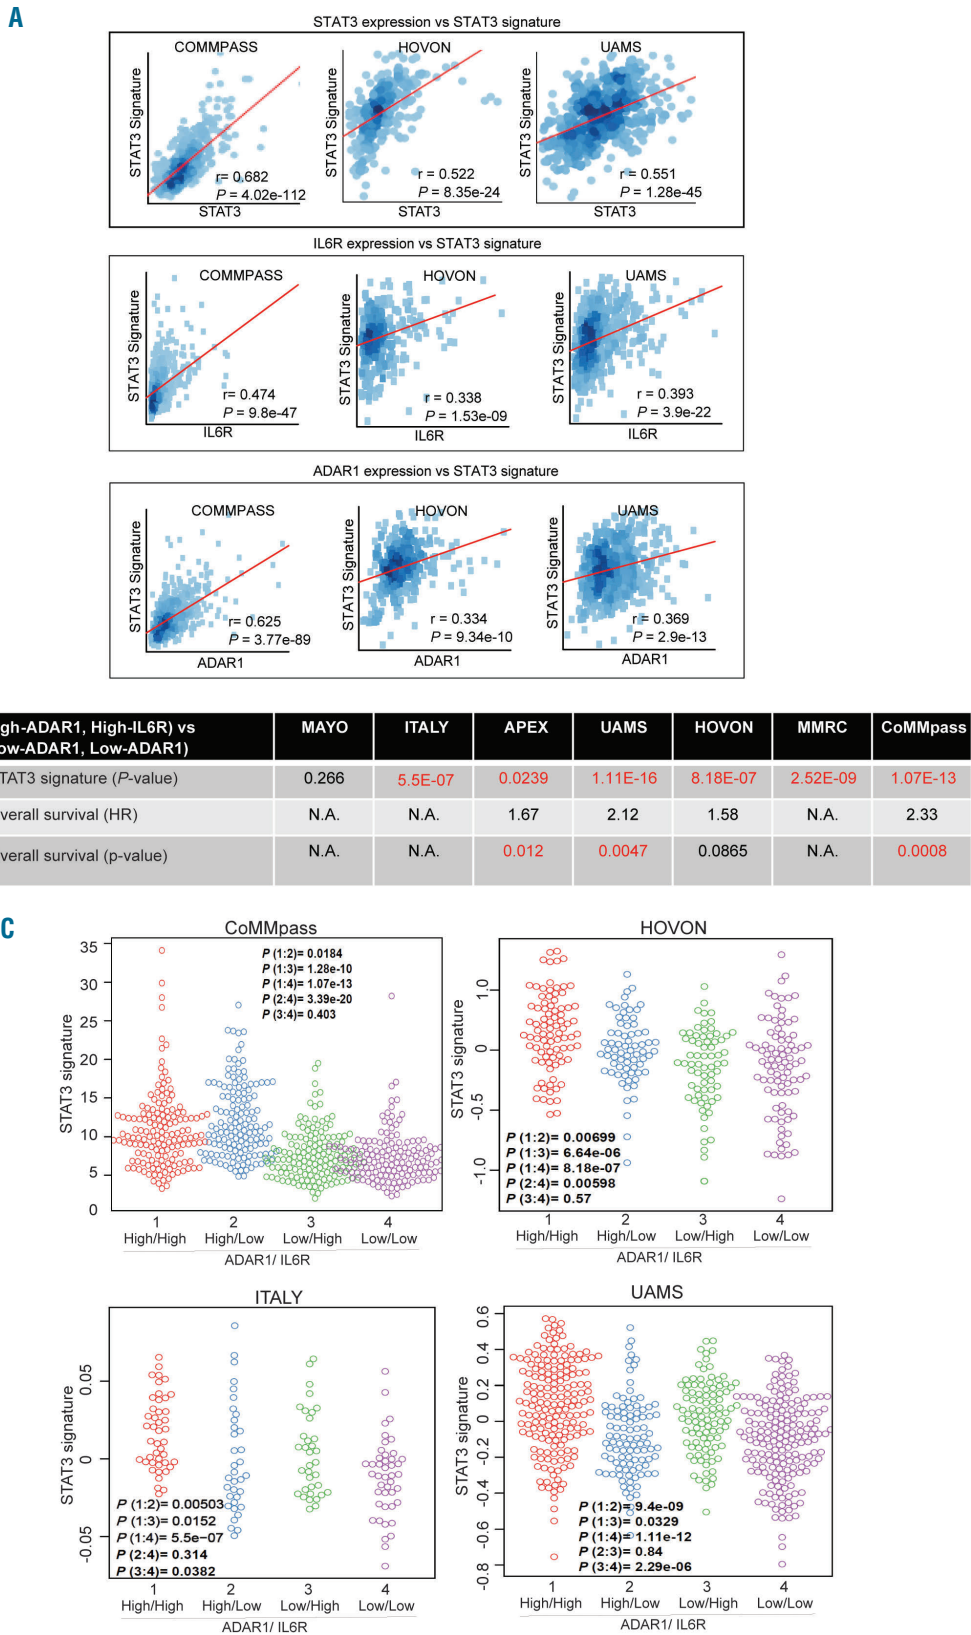 A
STAT3 expression vs STAT3 signature
COMMPASS
HOVON
UAMS
STAT3 Signature
STAT3 Signature
STAT3 Signature
r= 0.682
P = 4.02e-112
r = 0.522
P = 8.35e-24
r = 0.551
P = 1.28e-45
STAT3
STAT3
STAT3
IL6R expression vs STAT3 signature
COMMPASS
HOVON
UAMS
STAT3 Signature
STAT3 Signature
STAT3 Signature
r= 0.474
P = 9.8e-47
r = 0.338
P = 1.53e-09
r = 0.393
P = 3.9e-22
IL6R
IL6R
IL6R
ADAR1 expression vs STAT3 signature
COMMPASS
HOVON
UAMS
STAT3 Signature
STAT3 Signature
STAT3 Signature
r= 0.625
P = 3.77e-89
r = 0.334
P = 9.34e-10
r = 0.369
P = 2.9e-13
ADAR1
ADAR1
ADAR1
gh-ADAR1, High-IL6R) vs
ow-ADAR1, Low-ADAR1)
MAYO ITALY APEX UAMS HOVON MMRC CoMMpass
TAT3 signature (P-value) 0.266 5.5E-07 0.0239 1.11E-16 8.18E-07 2.52E-09 1.07E-13
verall survival (HR) N.A. N.A. 1.67 2.12 1.58 N.A. 2.33
verall survival (p-value) N.A. N.A. 0.012 0.0047 0.0865 N.A. 0.0008
C
CoMMpass
STAT3 signature
35
30
25
20
15
10
5
0
P (1:2)= 0.0184
P (1:3)= 1.28e-10
P (1:4)= 1.07e-13
P (2:4)= 3.39e-20
P (3:4)= 0.403
1 2 3 4
High/High High/Low Low/High Low/Low
ADAR1/ IL6R
HOVON
STAT3 signature
1.0
0
-0.5
-1.0
P (1:2)= 0.00699
P (1:3)= 6.64e-06
P (1:4)= 8.18e-07
P (2:4)= 0.00598
P (3:4)= 0.57
1 2 3 4
High/High High/Low Low/High Low/Low
ADAR1/ IL6R
ITALY
STAT3 signature
0.05
0
-0.05
P (1:2)= 0.00503
P (1:3)= 0.0152
P (1:4)= 5.5e−07
P (2:4)= 0.314
P (3:4)= 0.0382
1 2 3 4
High/High High/Low Low/High Low/Low
ADAR1/ IL6R
UAMS
STAT3 signature
0.6
0.4
0.2
0
-0.2
-0.4
-0.6
-0.8
P (1:2)= 9.4e-09
P (1:3)= 0.0329
P (1:4)= 1.11e-12
P (2:3)= 0.84
P (3:4)= 2.29e-06
1 2 3 4
High/High High/Low Low/High Low/Low
ADAR1/ IL6R